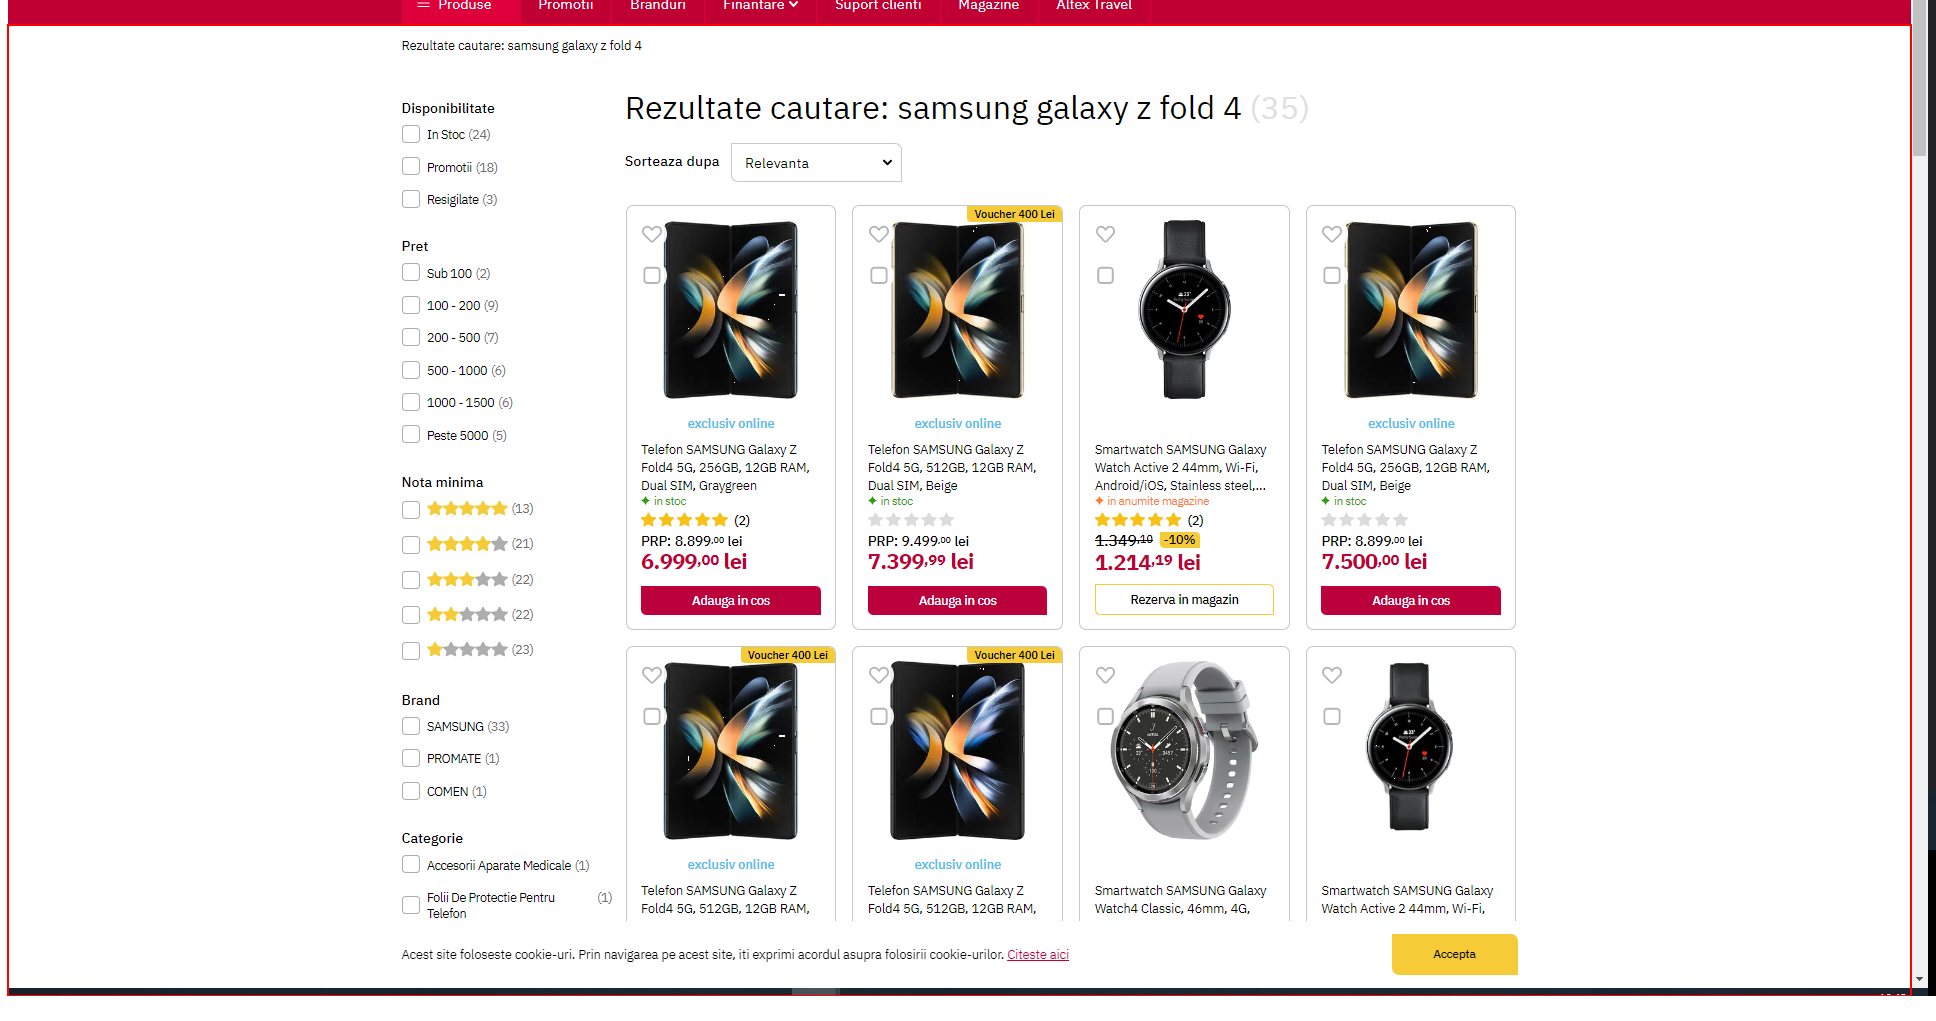 Produse
Promotii
Branduri
Finantare
Suport clienti
Magazine
Altex Travel
Rezultate cautare: samsung galaxy z fold 4
Disponibilitate
In Stoc (24)
Promotii (18)
Resigilate (3)
Pret
Sub 100 (2)
100 - 200 (9)
200 - 500 (7)
500 - 1000 (6)
1000 - 1500 (6)
Peste 5000 (5)
Nota minima
(13)
(21)
(22)
(22)
(23)
Brand
SAMSUNG (33)
PROMATE (1)
COMEN (1)
Categorie
Accesorii Aparate Medicale (1)
Folii De Protectie Pentru (1)
Telefon
Rezultate cautare: samsung galaxy z fold 4 (35)
Sorteaza dupa
Relevanta
exclusiv online
Telefon SAMSUNG Galaxy Z
Fold4 5G, 256GB, 12GB RAM,
Dual SIM, Graygreen
in stoc
(2)
PRP: 8.899,00 lei
6.999,00 lei
Adauga in cos
Voucher 400 Lei
exclusiv online
Telefon SAMSUNG Galaxy Z
Fold4 5G, 512GB, 12GB RAM,
Dual SIM, Beige
in stoc
PRP: 9.499,00 lei
7.399,99 lei
Adauga in cos
Smartwatch SAMSUNG Galaxy
Watch Active 2 44mm, Wi-Fi,
Android/iOS, Stainless steel,...
in anumite magazine
(2)
1.349,10 -10%
1.214,19 lei
Rezerva in magazin
exclusiv online
Telefon SAMSUNG Galaxy Z
Fold4 5G, 256GB, 12GB RAM,
Dual SIM, Beige
in stoc
PRP: 8.899,00 lei
7.500,00 lei
Adauga in cos
Voucher 400 Lei
exclusiv online
Telefon SAMSUNG Galaxy Z
Fold4 5G, 512GB, 12GB RAM,
Voucher 400 Lei
exclusiv online
Telefon SAMSUNG Galaxy Z
Fold4 5G, 512GB, 12GB RAM,
Smartwatch SAMSUNG Galaxy
Watch4 Classic, 46mm, 4G,
Smartwatch SAMSUNG Galaxy
Watch Active 2 44mm, Wi-Fi,
Acest site foloseste cookie-uri. Prin navigarea pe acest site, iti exprimi acordul asupra folosirii cookie-urilor. Citeste aici
Accepta